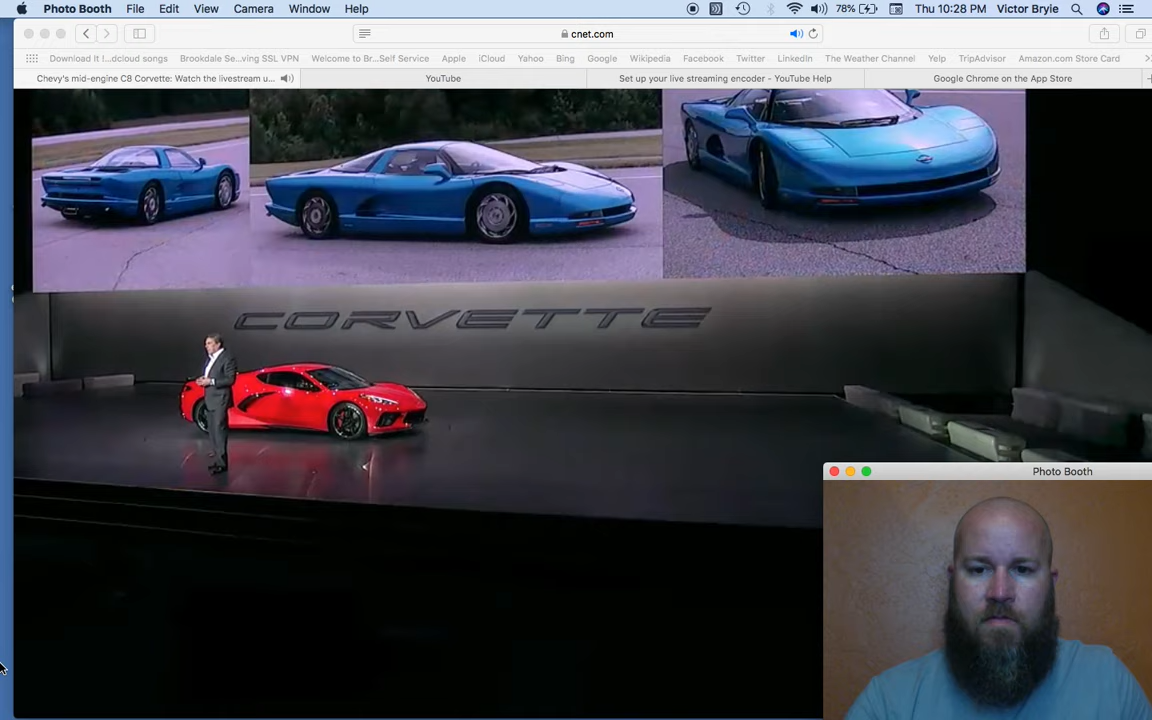 Photo Booth File Edit View Camera Window Help 78% Thu 10:28 PM Victor Bryie
cnet.com
Download It !...dcloud songs Brookdale Se...ving SSL VPN Welcome to Br...Self Service Apple iCloud Yahoo Bing Google Wikipedia Facebook Twitter LinkedIn The Weather Channel Yelp TripAdvisor Amazon.com Store Card
Chevy's mid-engine C8 Corvette: Watch the livestream u... YouTube Set up your live streaming encoder - YouTube Help Google Chrome on the App Store
CORVETTE
Photo Booth